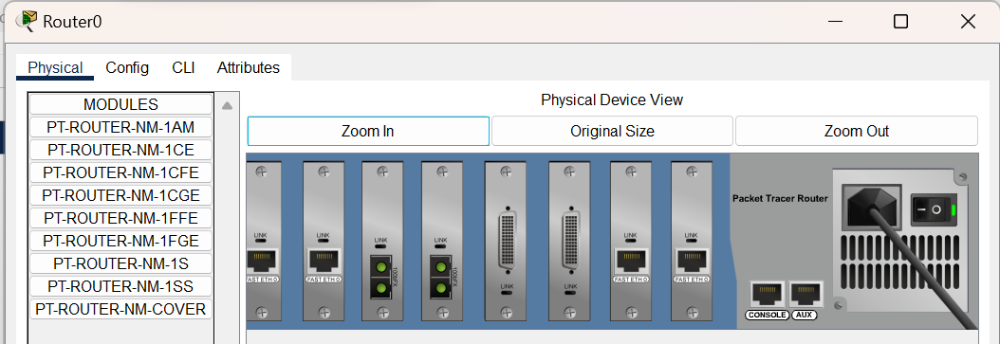 Router0
Physical Config CLI Attributes
MODULES
PT-ROUTER-NM-1AM
PT-ROUTER-NM-1CE
PT-ROUTER-NM-1CFE
PT-ROUTER-NM-1CGE
PT-ROUTER-NM-1FFE
PT-ROUTER-NM-1FGE
PT-ROUTER-NM-1S
PT-ROUTER-NM-1SS
PT-ROUTER-NM-COVER
Physical Device View
Zoom In Original Size Zoom Out
LINK LINK LINK LINK LINK LINK LINK LINK
FAST ETH 0 FAST ETH 0 100bFX 100bFX FAST ETH 0 FAST ETH 0
Packet Tracer Router
CONSOLE AUX